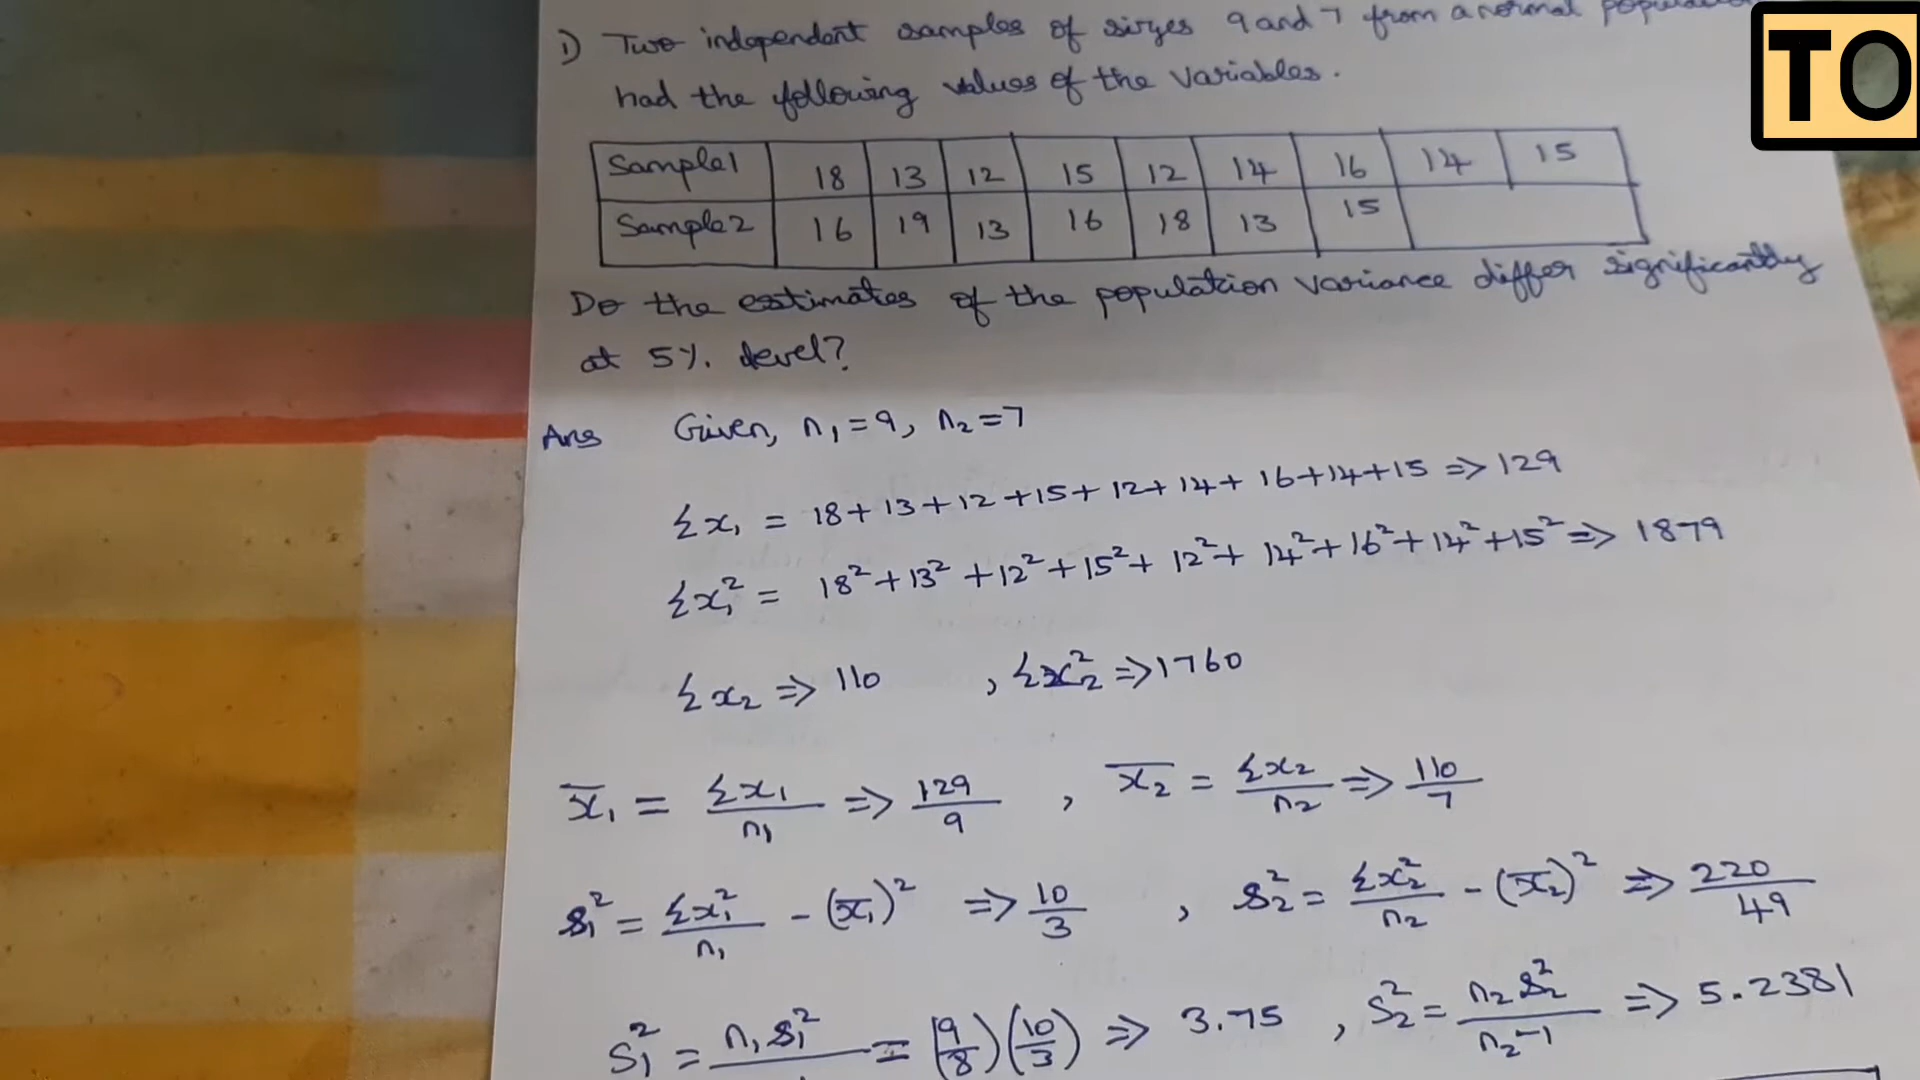 TO
1) Two independent samples of sizes 9 and 7 from a normal
had the following values of the variables.
Sample1 18 13 12 15 12 14 16 14 15
Sample2 16 19 13 16 18 13 15
Do the estimates of the population variance differ significantly
at 5%. level?
Ans Given, n₁ = 9, n₂ = 7
Σx₁ = 18+13+12+15+12+14+16+14+15 => 129
Σx₁² = 18²+13²+12²+15²+12²+14²+16²+14²+15² => 1879
Σx₂ => 110 , Σx₂² => 1760
x̄₁ = Σx₁/n₁ => 129/9 , x̄₂ = Σx₂/n₂ => 110/7
s₁² = Σx₁²/n₁ - (x̄₁)² => 10/3 , s₂² = Σx₂²/n₂ - (x̄₂)² => 220/49
S₁² = n₁s₁² = (9/8)(10/3) => 3.75 , S₂² = n₂s₂²/n₂-1 => 5.2381